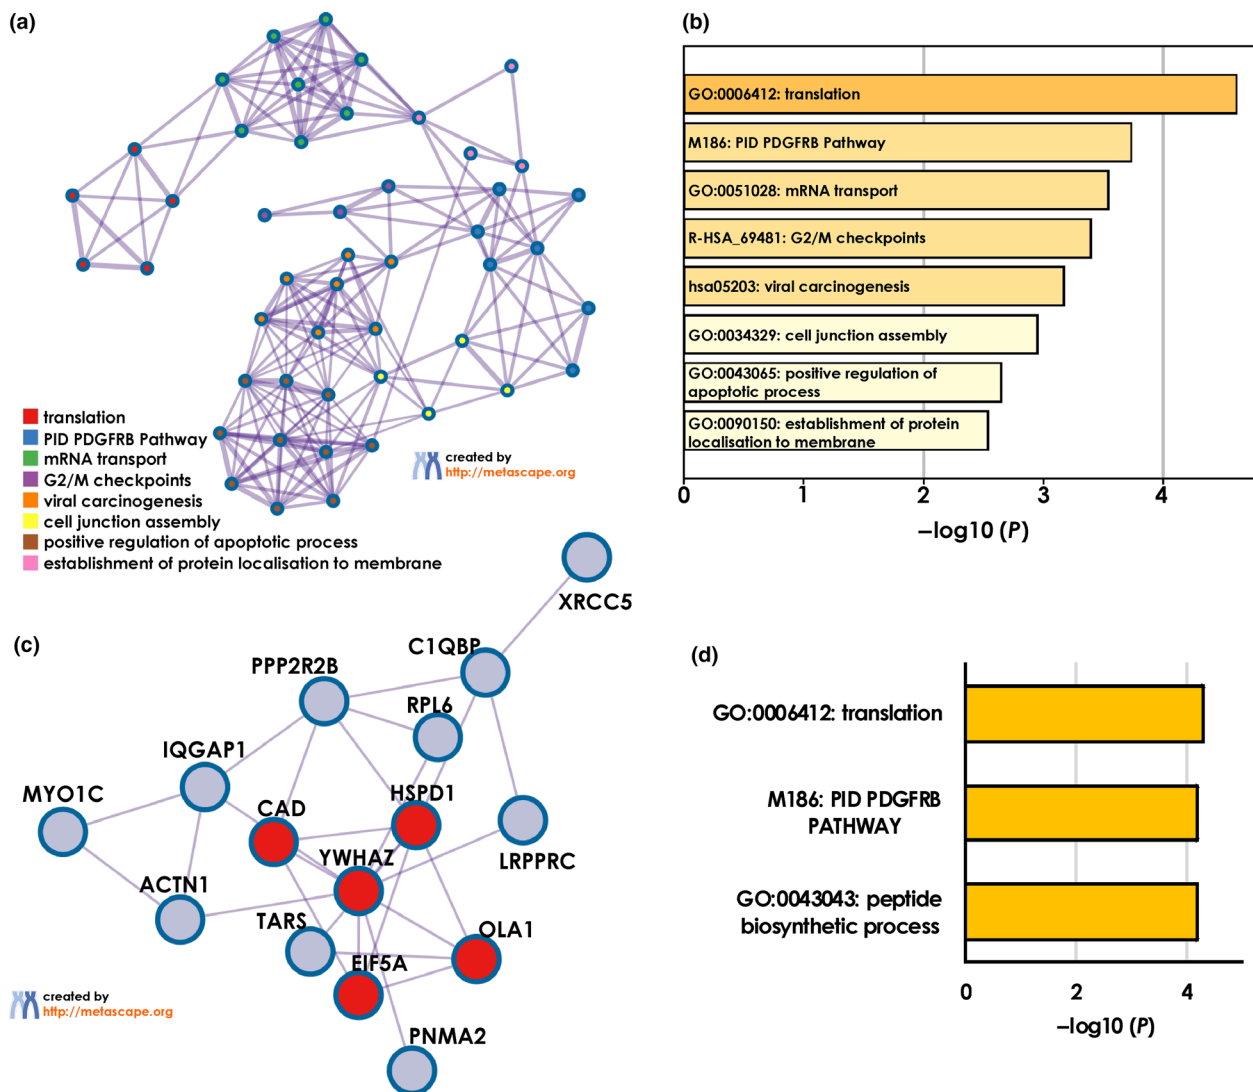 (a)
translation
PID PDGFRB Pathway
mRNA transport
G2/M checkpoints
viral carcinogenesis
cell junction assembly
positive regulation of apoptotic process
establishment of protein localisation to membrane
created by
http://metascape.org
(b)
GO:0006412: translation
M186: PID PDGFRB Pathway
GO:0051028: mRNA transport
R-HSA_69481: G2/M checkpoints
hsa05203: viral carcinogenesis
GO:0034329: cell junction assembly
GO:0043065: positive regulation of
apoptotic process
GO:0090150: establishment of protein
localisation to membrane
0 1 2 3 4
−log10 (P)
(c)
XRCC5
C1QBP
PPP2R2B
RPL6
IQGAP1
MYO1C
CAD
HSPD1
YWHAZ
LRPPRC
ACTN1
TARS
OLA1
EIF5A
PNMA2
created by
http://metascape.org
(d)
GO:0006412: translation
M186: PID PDGFRB
PATHWAY
GO:0043043: peptide
biosynthetic process
0 2 4
−log10 (P)